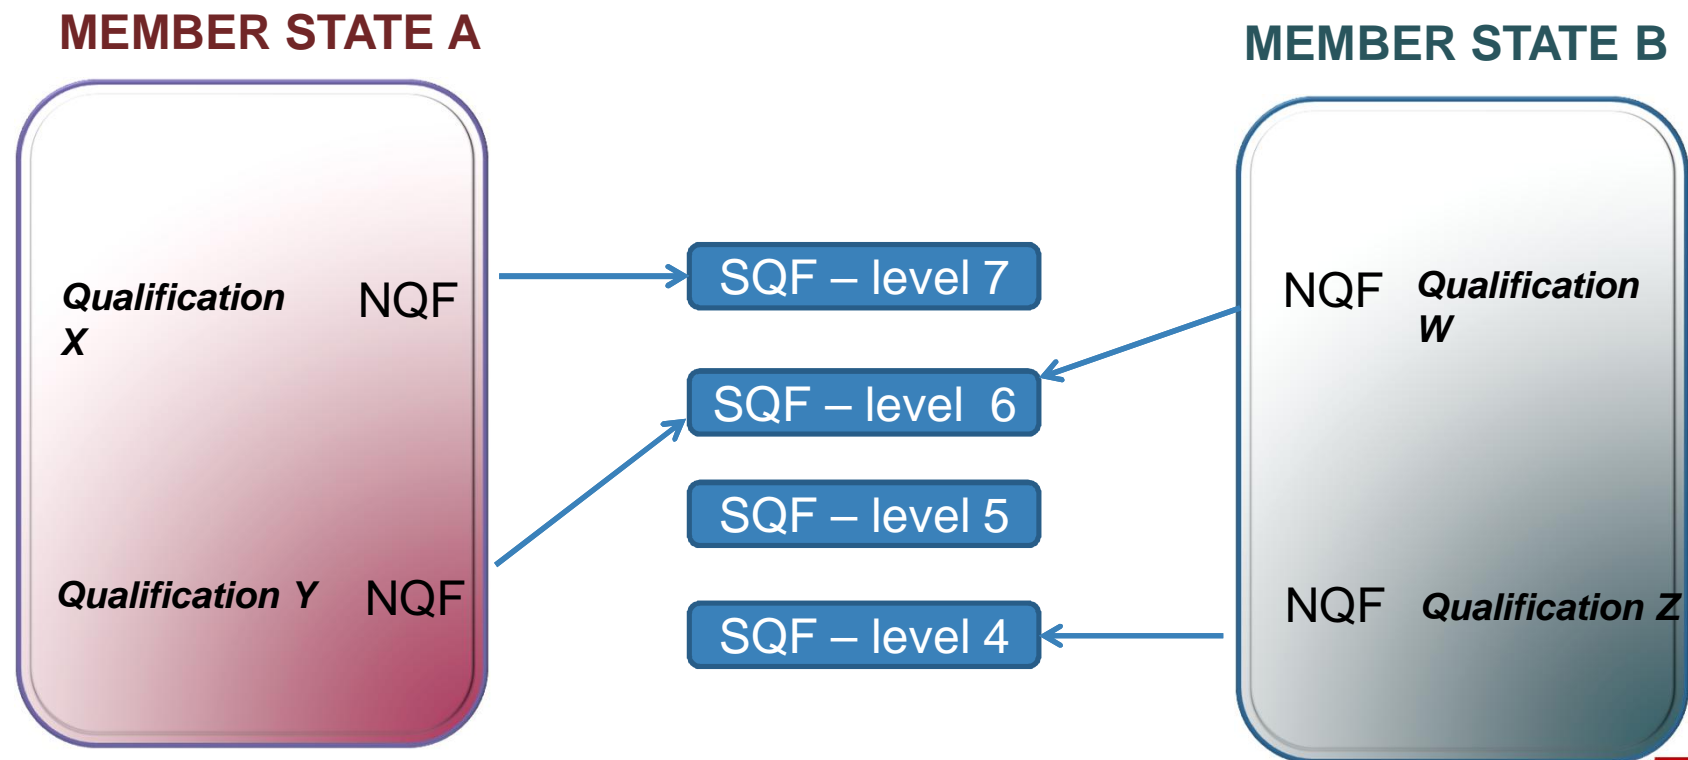 MEMBER STATE A
MEMBER STATE B
Qualification
X
NQF
SQF – level 7
NQF
Qualification
W
SQF – level 6
SQF – level 5
Qualification Y
NQF
SQF – level 4
NQF
Qualification Z